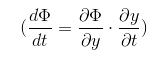 (dΦ/dt = ∂Φ/∂y · ∂y/∂t)